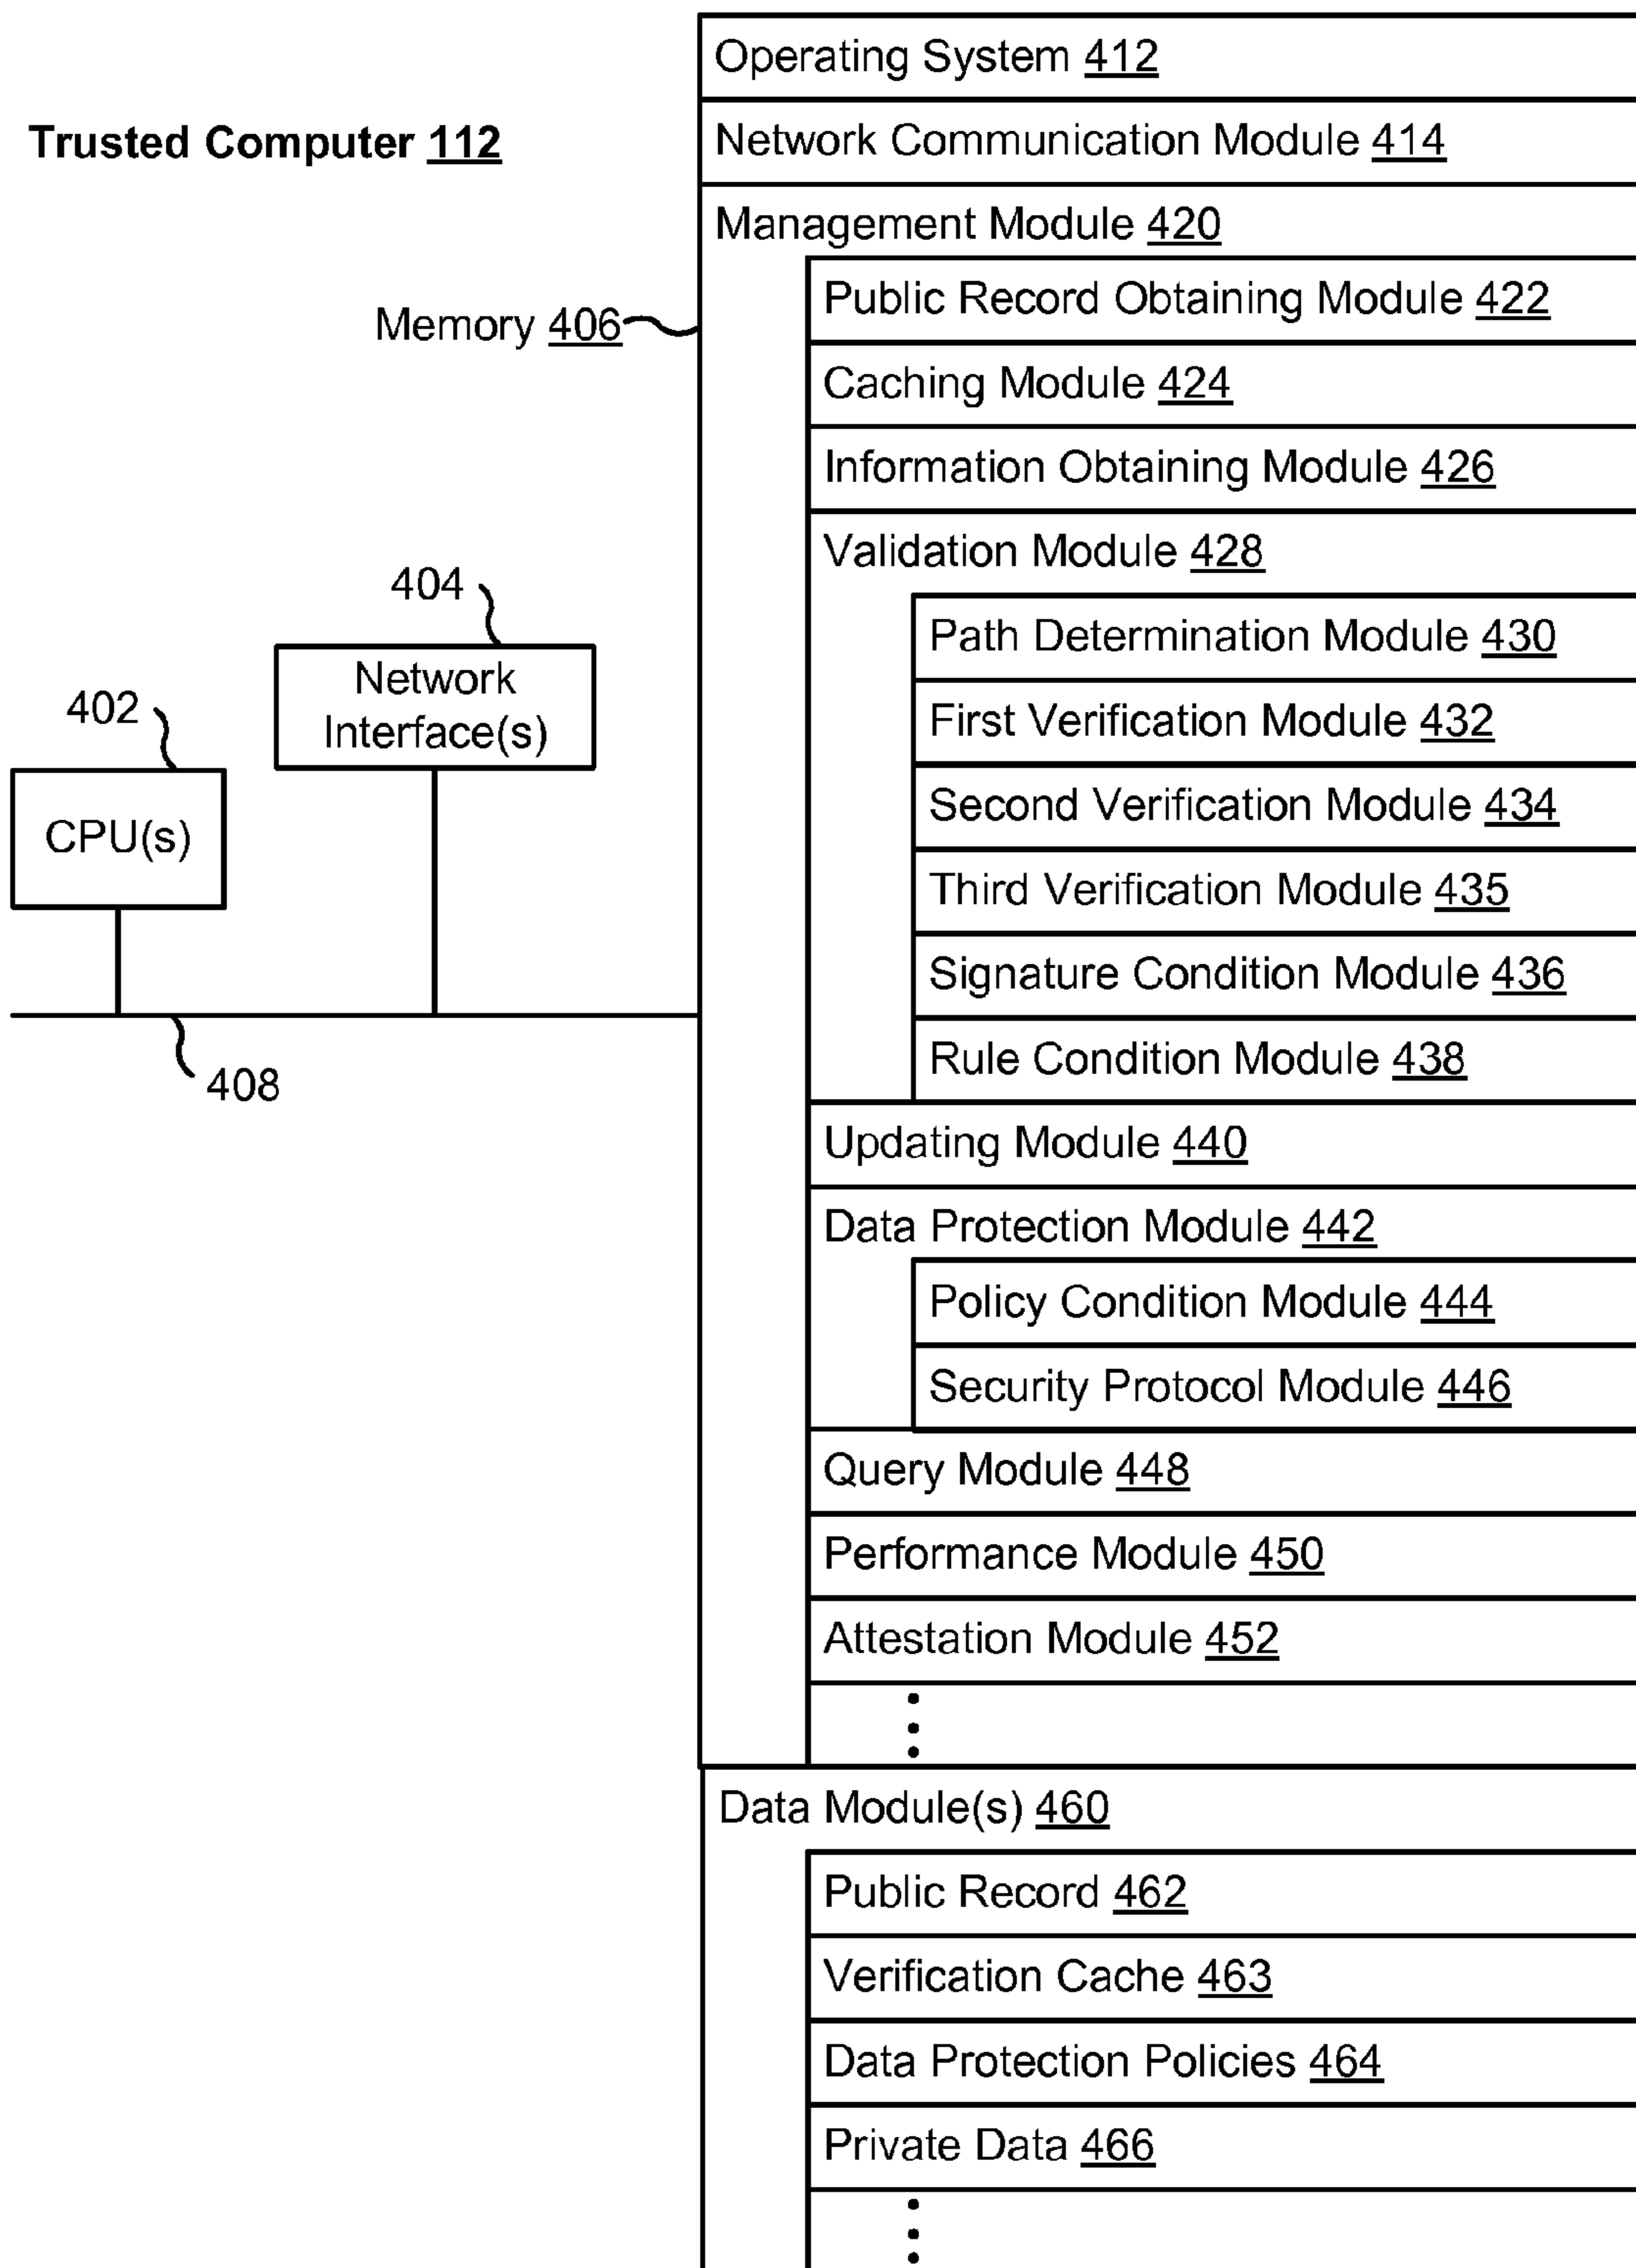 Trusted Computer 112
Operating System 412
Network Communication Module 414
Management Module 420
Memory 406
Public Record Obtaining Module 422
Caching Module 424
Information Obtaining Module 426
Validation Module 428
404
Network
Interface(s)
402
CPU(s)
408
Path Determination Module 430
First Verification Module 432
Second Verification Module 434
Third Verification Module 435
Signature Condition Module 436
Rule Condition Module 438
Updating Module 440
Data Protection Module 442
Policy Condition Module 444
Security Protocol Module 446
Query Module 448
Performance Module 450
Attestation Module 452
Data Module(s) 460
Public Record 462
Verification Cache 463
Data Protection Policies 464
Private Data 466